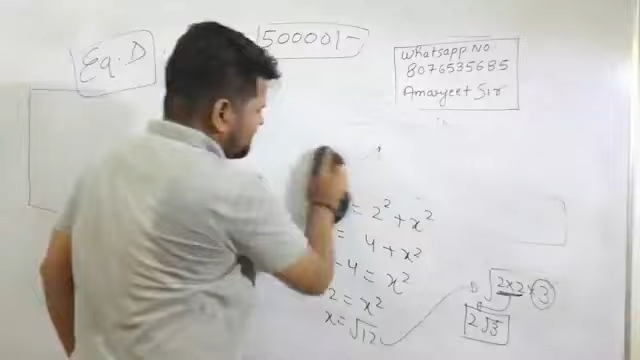 Eq. D
500001-
Whatsapp No.
8076535685
Amarjeet Sir
= 2² + x²
= 4 + x²
- 4 = x²
2 = x²
x = √12
√2×2×3
2√3